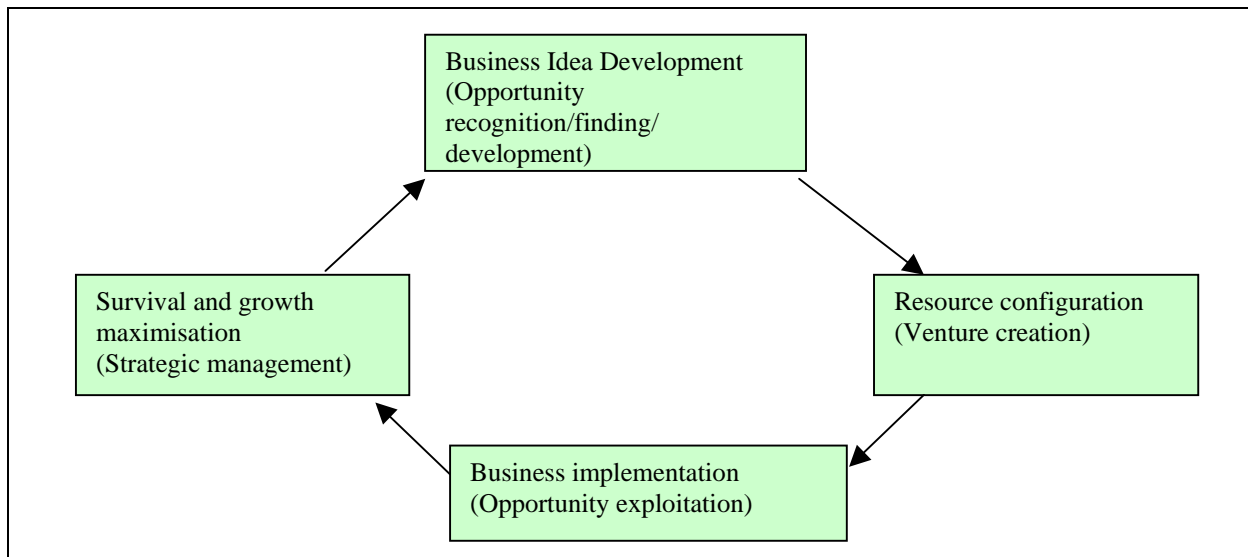 Business Idea Development
(Opportunity
recognition/finding/
development)
Survival and growth
maximisation
(Strategic management)
Resource configuration
(Venture creation)
Business implementation
(Opportunity exploitation)